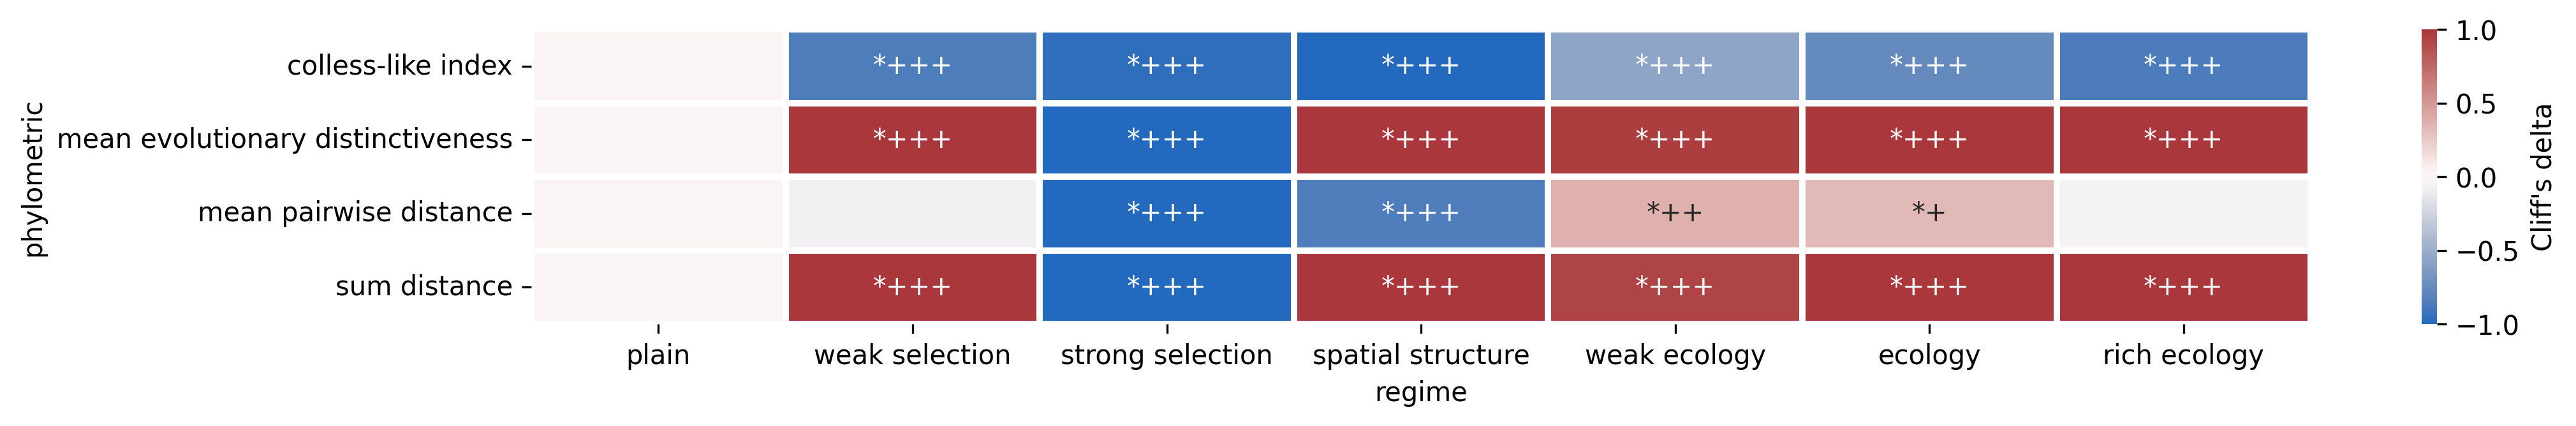 phylometric
colless-like index *+++ *+++ *+++ *+++ *+++ *+++
mean evolutionary distinctiveness *+++ *+++ *+++ *+++ *+++ *+++
mean pairwise distance *+++ *+++ *++ *+
sum distance *+++ *+++ *+++ *+++ *+++ *+++
plain weak selection strong selection spatial structure weak ecology ecology rich ecology
regime
1.0
0.5
0.0
−0.5
−1.0
Cliff's delta